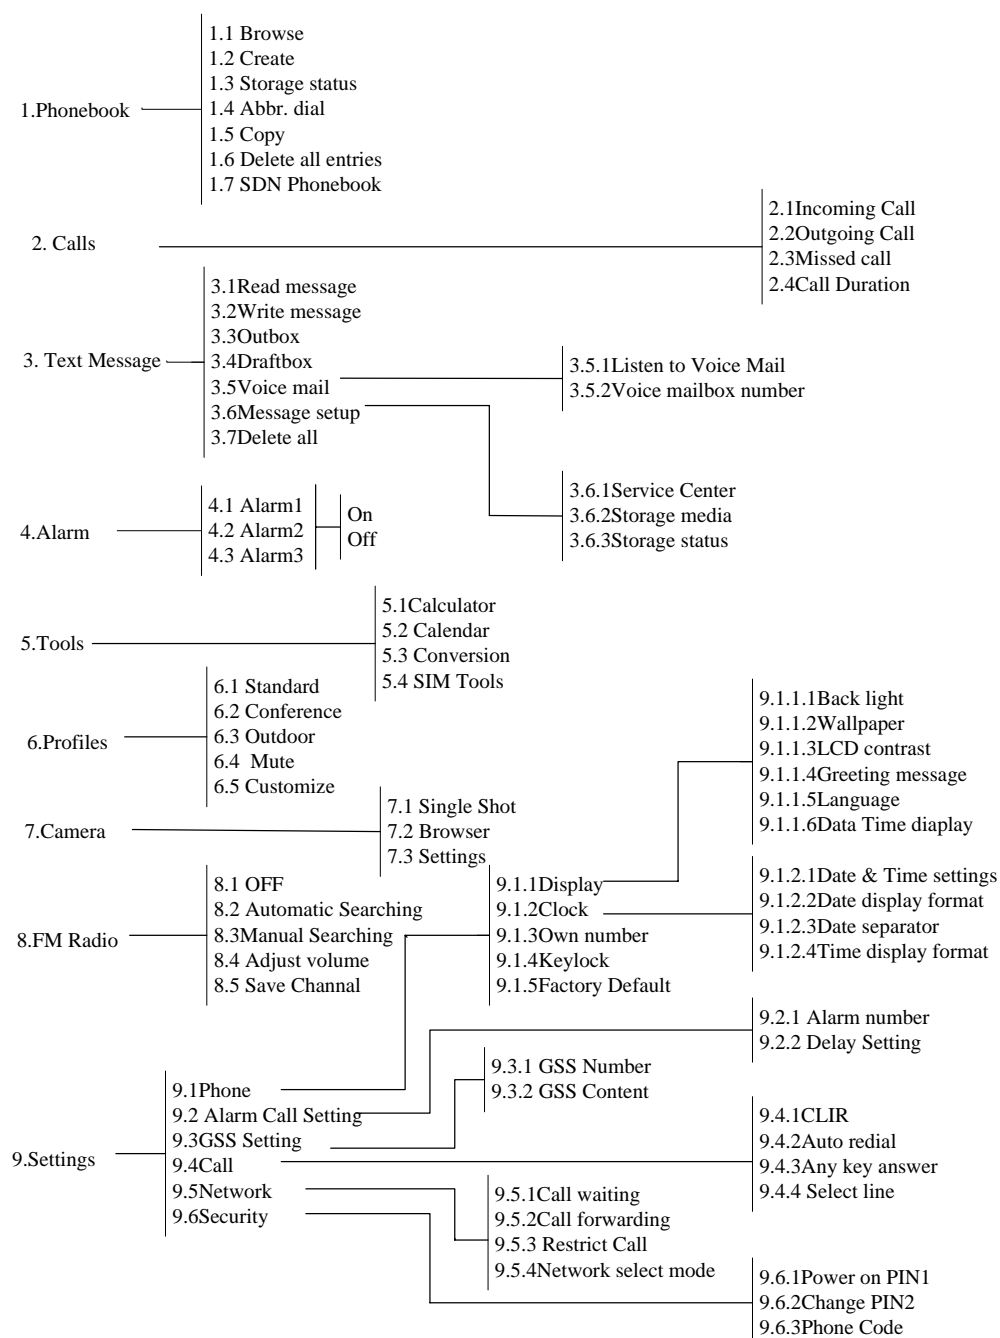 1.Phonebook
1.1 Browse
1.2 Create
1.3 Storage status
1.4 Abbr. dial
1.5 Copy
1.6 Delete all entries
1.7 SDN Phonebook
2. Calls
2.1Incoming Call
2.2Outgoing Call
2.3Missed call
2.4Call Duration
3. Text Message
3.1Read message
3.2Write message
3.3Outbox
3.4Draftbox
3.5Voice mail
3.6Message setup
3.7Delete all
3.5.1Listen to Voice Mail
3.5.2Voice mailbox number
3.6.1Service Center
3.6.2Storage media
3.6.3Storage status
4.Alarm
4.1 Alarm1
4.2 Alarm2
4.3 Alarm3
On
Off
5.Tools
5.1Calculator
5.2 Calendar
5.3 Conversion
5.4 SIM Tools
6.Profiles
6.1 Standard
6.2 Conference
6.3 Outdoor
6.4 Mute
6.5 Customize
7.Camera
7.1 Single Shot
7.2 Browser
7.3 Settings
8.FM Radio
8.1 OFF
8.2 Automatic Searching
8.3Manual Searching
8.4 Adjust volume
8.5 Save Channal
9.Settings
9.1Phone
9.2 Alarm Call Setting
9.3GSS Setting
9.4Call
9.5Network
9.6Security
9.1.1Display
9.1.2Clock
9.1.3Own number
9.1.4Keylock
9.1.5Factory Default
9.1.1.1Back light
9.1.1.2Wallpaper
9.1.1.3LCD contrast
9.1.1.4Greeting message
9.1.1.5Language
9.1.1.6Data Time diaplay
9.1.2.1Date & Time settings
9.1.2.2Date display format
9.1.2.3Date separator
9.1.2.4Time display format
9.2.1 Alarm number
9.2.2 Delay Setting
9.3.1 GSS Number
9.3.2 GSS Content
9.4.1CLIR
9.4.2Auto redial
9.4.3Any key answer
9.4.4 Select line
9.5.1Call waiting
9.5.2Call forwarding
9.5.3 Restrict Call
9.5.4Network select mode
9.6.1Power on PIN1
9.6.2Change PIN2
9.6.3Phone Code